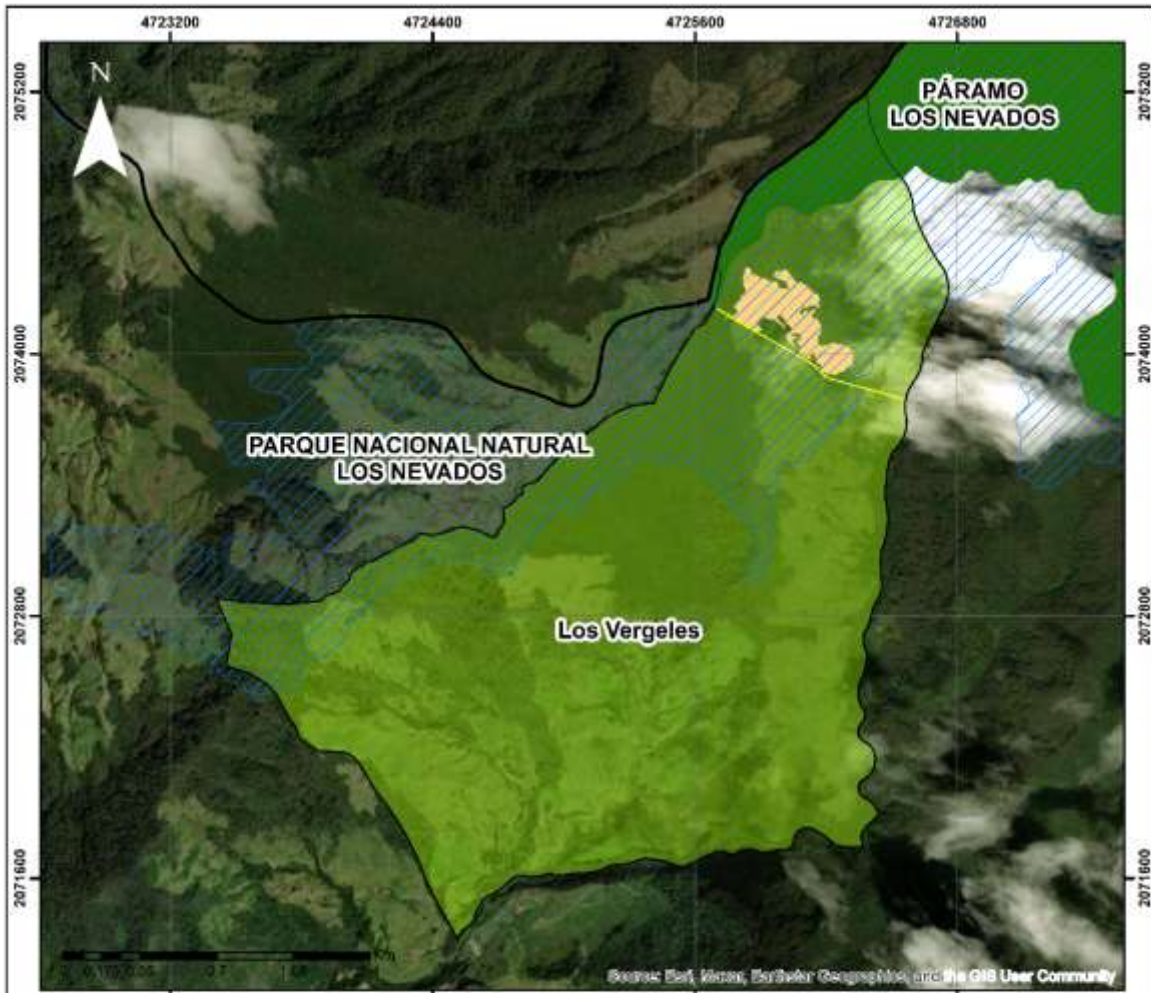 4723200 4724400 4725600 4726800
2075200
2075200
N
PÁRAMO
LOS NEVADOS
2074000
2074000
PARQUE NACIONAL NATURAL
LOS NEVADOS
2072800
2072800
Los Vergeles
2071600
2071600
Source: Esri, Maxar, Earthstar Geographics, and the GIS User Community